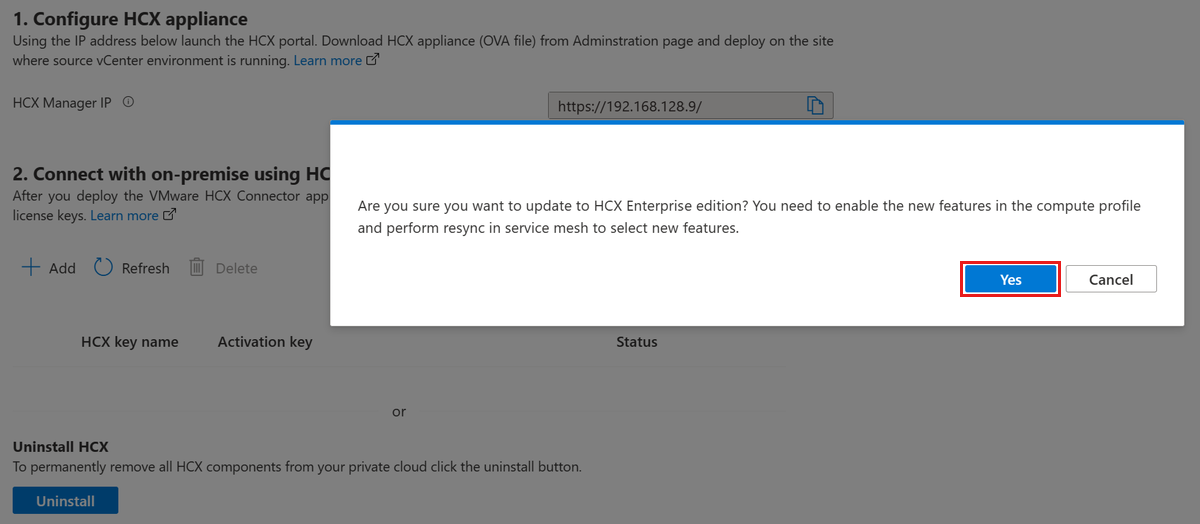 1. Configure HCX appliance
Using the IP address below launch the HCX portal. Download HCX appliance (OVA file) from Adminstration page and deploy on the site
where source vCenter environment is running. Learn more
HCX Manager IP
https://192.168.128.9/
2. Connect with on-premise using HC
After you deploy the VMware HCX Connector app
license keys. Learn more
Are you sure you want to update to HCX Enterprise edition? You need to enable the new features in the compute profile
and perform resync in service mesh to select new features.
Yes
Cancel
Add
Refresh
Delete
HCX key name
Activation key
Status
or
Uninstall HCX
To permanently remove all HCX components from your private cloud click the uninstall button.
Uninstall